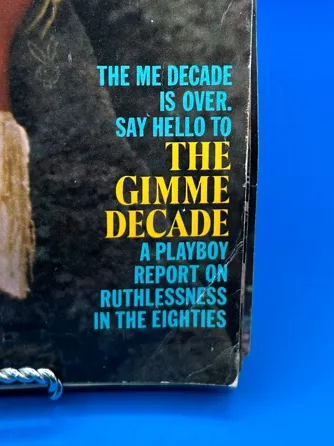 THE ME DECADE
IS OVER.
SAY HELLO TO
THE
GIMME
DECADE
A PLAYBOY
REPORT ON
RUTHLESSNESS
IN THE EIGHTIES